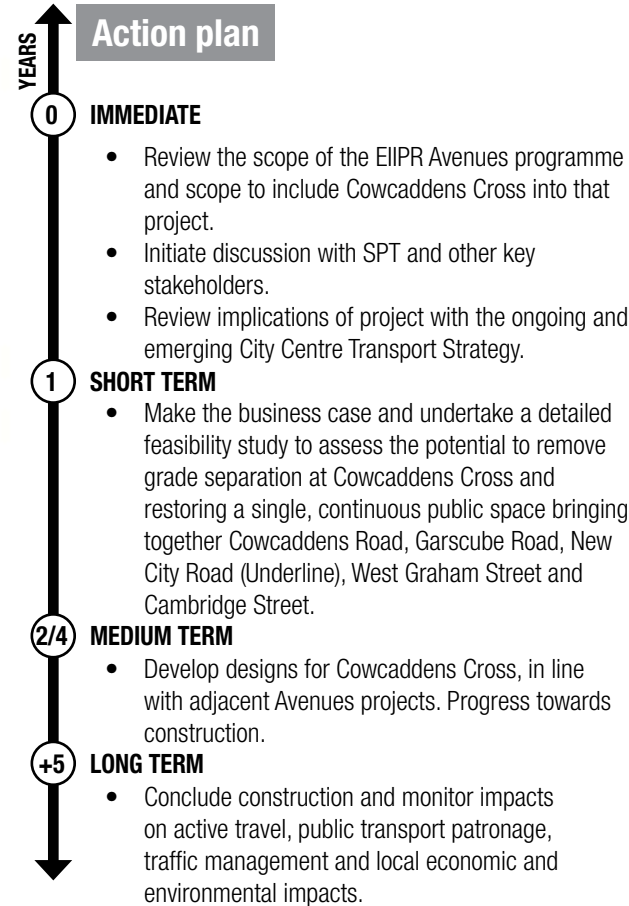 YEARS
Action plan
0 IMMEDIATE
• Review the scope of the EIIPR Avenues programme
and scope to include Cowcaddens Cross into that
project.
• Initiate discussion with SPT and other key
stakeholders.
• Review implications of project with the ongoing and
emerging City Centre Transport Strategy.
1 SHORT TERM
• Make the business case and undertake a detailed
feasibility study to assess the potential to remove
grade separation at Cowcaddens Cross and
restoring a single, continuous public space bringing
together Cowcaddens Road, Garscube Road, New
City Road (Underline), West Graham Street and
Cambridge Street.
2/4 MEDIUM TERM
• Develop designs for Cowcaddens Cross, in line
with adjacent Avenues projects. Progress towards
construction.
+5 LONG TERM
• Conclude construction and monitor impacts
on active travel, public transport patronage,
traffic management and local economic and
environmental impacts.